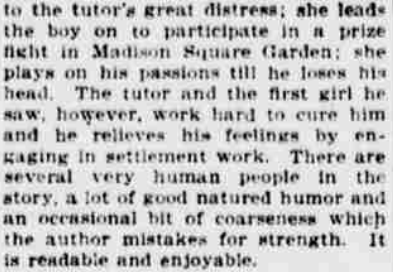 to the tutor's great distress; she leads
the boy on to participate in a prize
fight in Madison Square Garden; she
plays on his passions till he loses his
head. The tutor and the first girl he
saw, however, work hard to cure him
and he relieves his feelings by en-
gaging in settlement work. There are
several very human people in the
story, a lot of good natured humor and
an occasional bit of coarseness which
the author mistakes for strength. It
is readable and enjoyable.